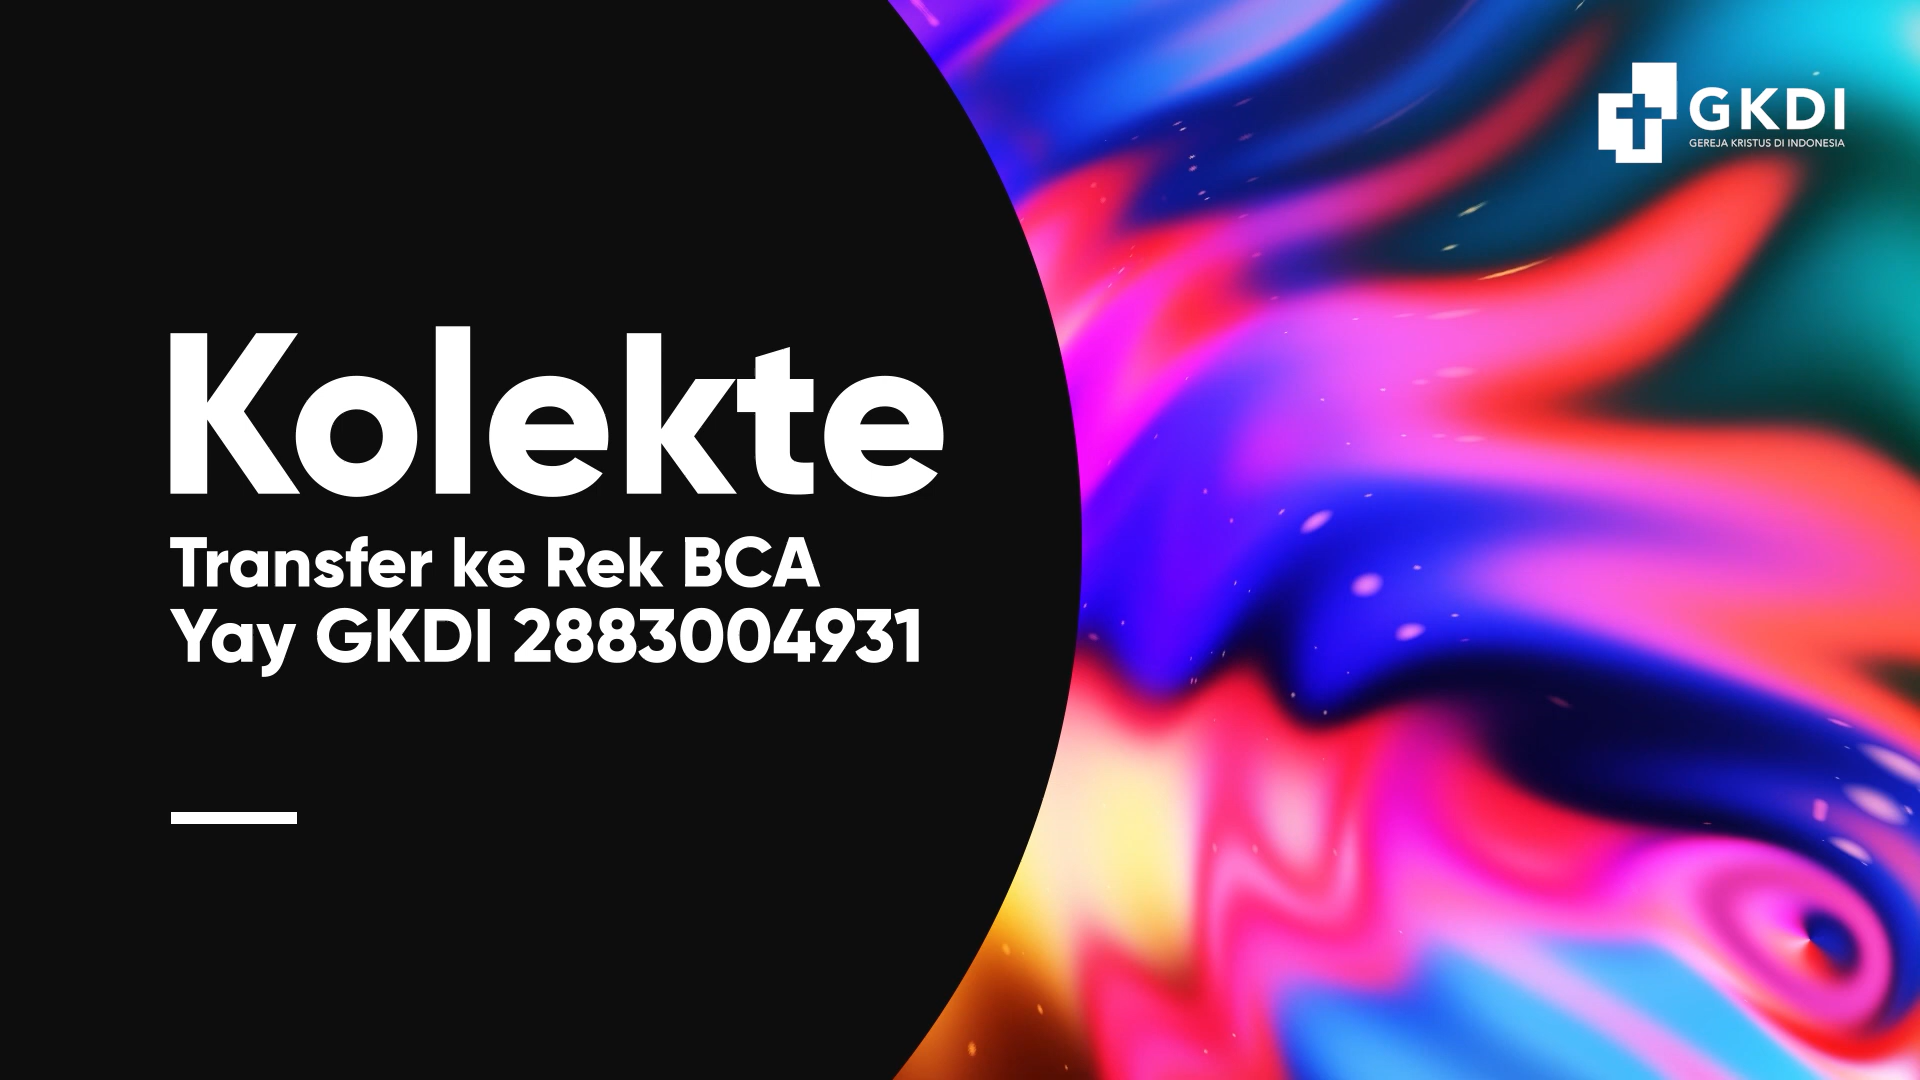 GKDI
GEREJA KRISTUS DI INDONESIA
Kolekte
Transfer ke Rek BCA
Yay GKDI 2883004931